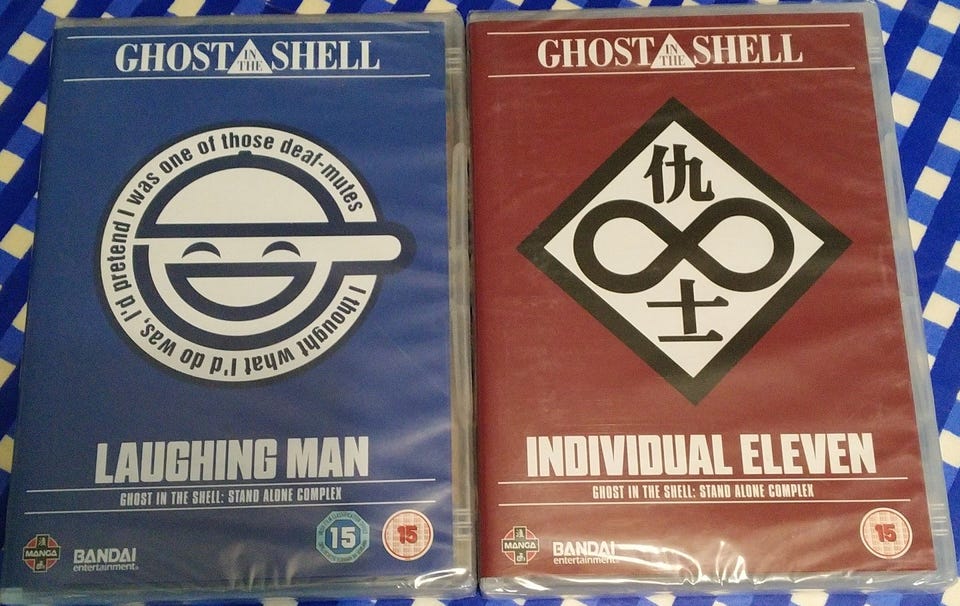 GHOST IN THE SHELL
I thought what I'd do was, I'd pretend I was one of those deaf-mutes
LAUGHING MAN
GHOST IN THE SHELL: STAND ALONE COMPLEX
MANGA
BANDAI
entertainment
15
15
GHOST IN THE SHELL
仇
士
INDIVIDUAL ELEVEN
GHOST IN THE SHELL: STAND ALONE COMPLEX
MANGA
BANDAI
entertainment
15